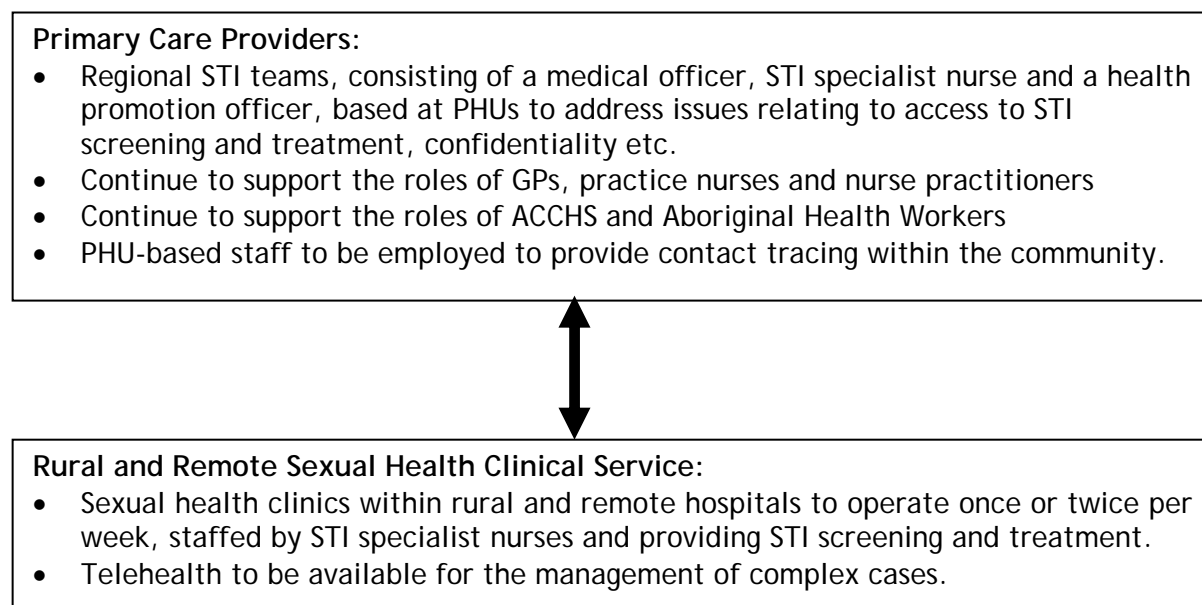 Primary Care Providers:
• Regional STI teams, consisting of a medical officer, STI specialist nurse and a health
promotion officer, based at PHUs to address issues relating to access to STI
screening and treatment, confidentiality etc.
• Continue to support the roles of GPs, practice nurses and nurse practitioners
• Continue to support the roles of ACCHS and Aboriginal Health Workers
• PHU-based staff to be employed to provide contact tracing within the community.
Rural and Remote Sexual Health Clinical Service:
• Sexual health clinics within rural and remote hospitals to operate once or twice per
week, staffed by STI specialist nurses and providing STI screening and treatment.
• Telehealth to be available for the management of complex cases.